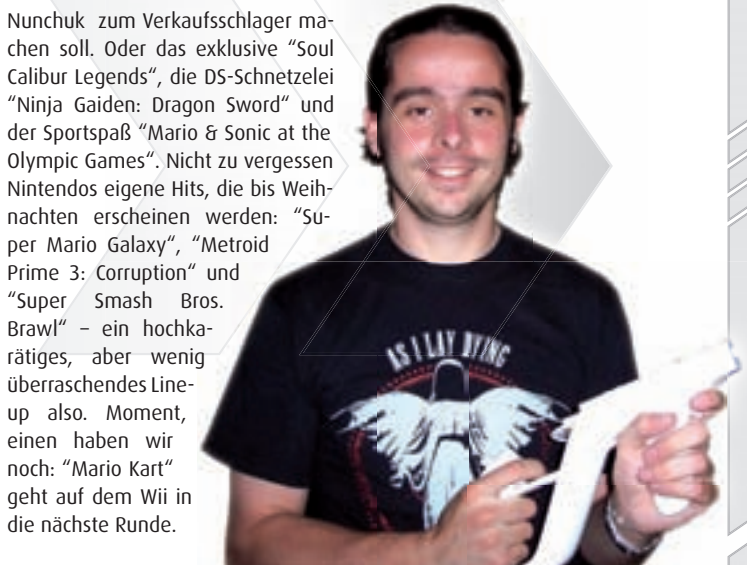 Nunchuk zum Verkaufsschlager ma-
chen soll. Oder das exklusive “Soul
Calibur Legends“, die DS-Schnetzelei
“Ninja Gaiden: Dragon Sword“ und
der Sportspaß “Mario & Sonic at the
Olympic Games“. Nicht zu vergessen
Nintendos eigene Hits, die bis Weih-
nachten erscheinen werden: “Su-
per Mario Galaxy“, “Metroid
Prime 3: Corruption“ und
“Super Smash Bros.
Brawl“ – ein hochka-
rätiges, aber wenig
überraschendes Line-
up also. Moment,
einen haben wir
noch: “Mario Kart“
geht auf dem Wii in
die nächste Runde.
AS I LAY DYING